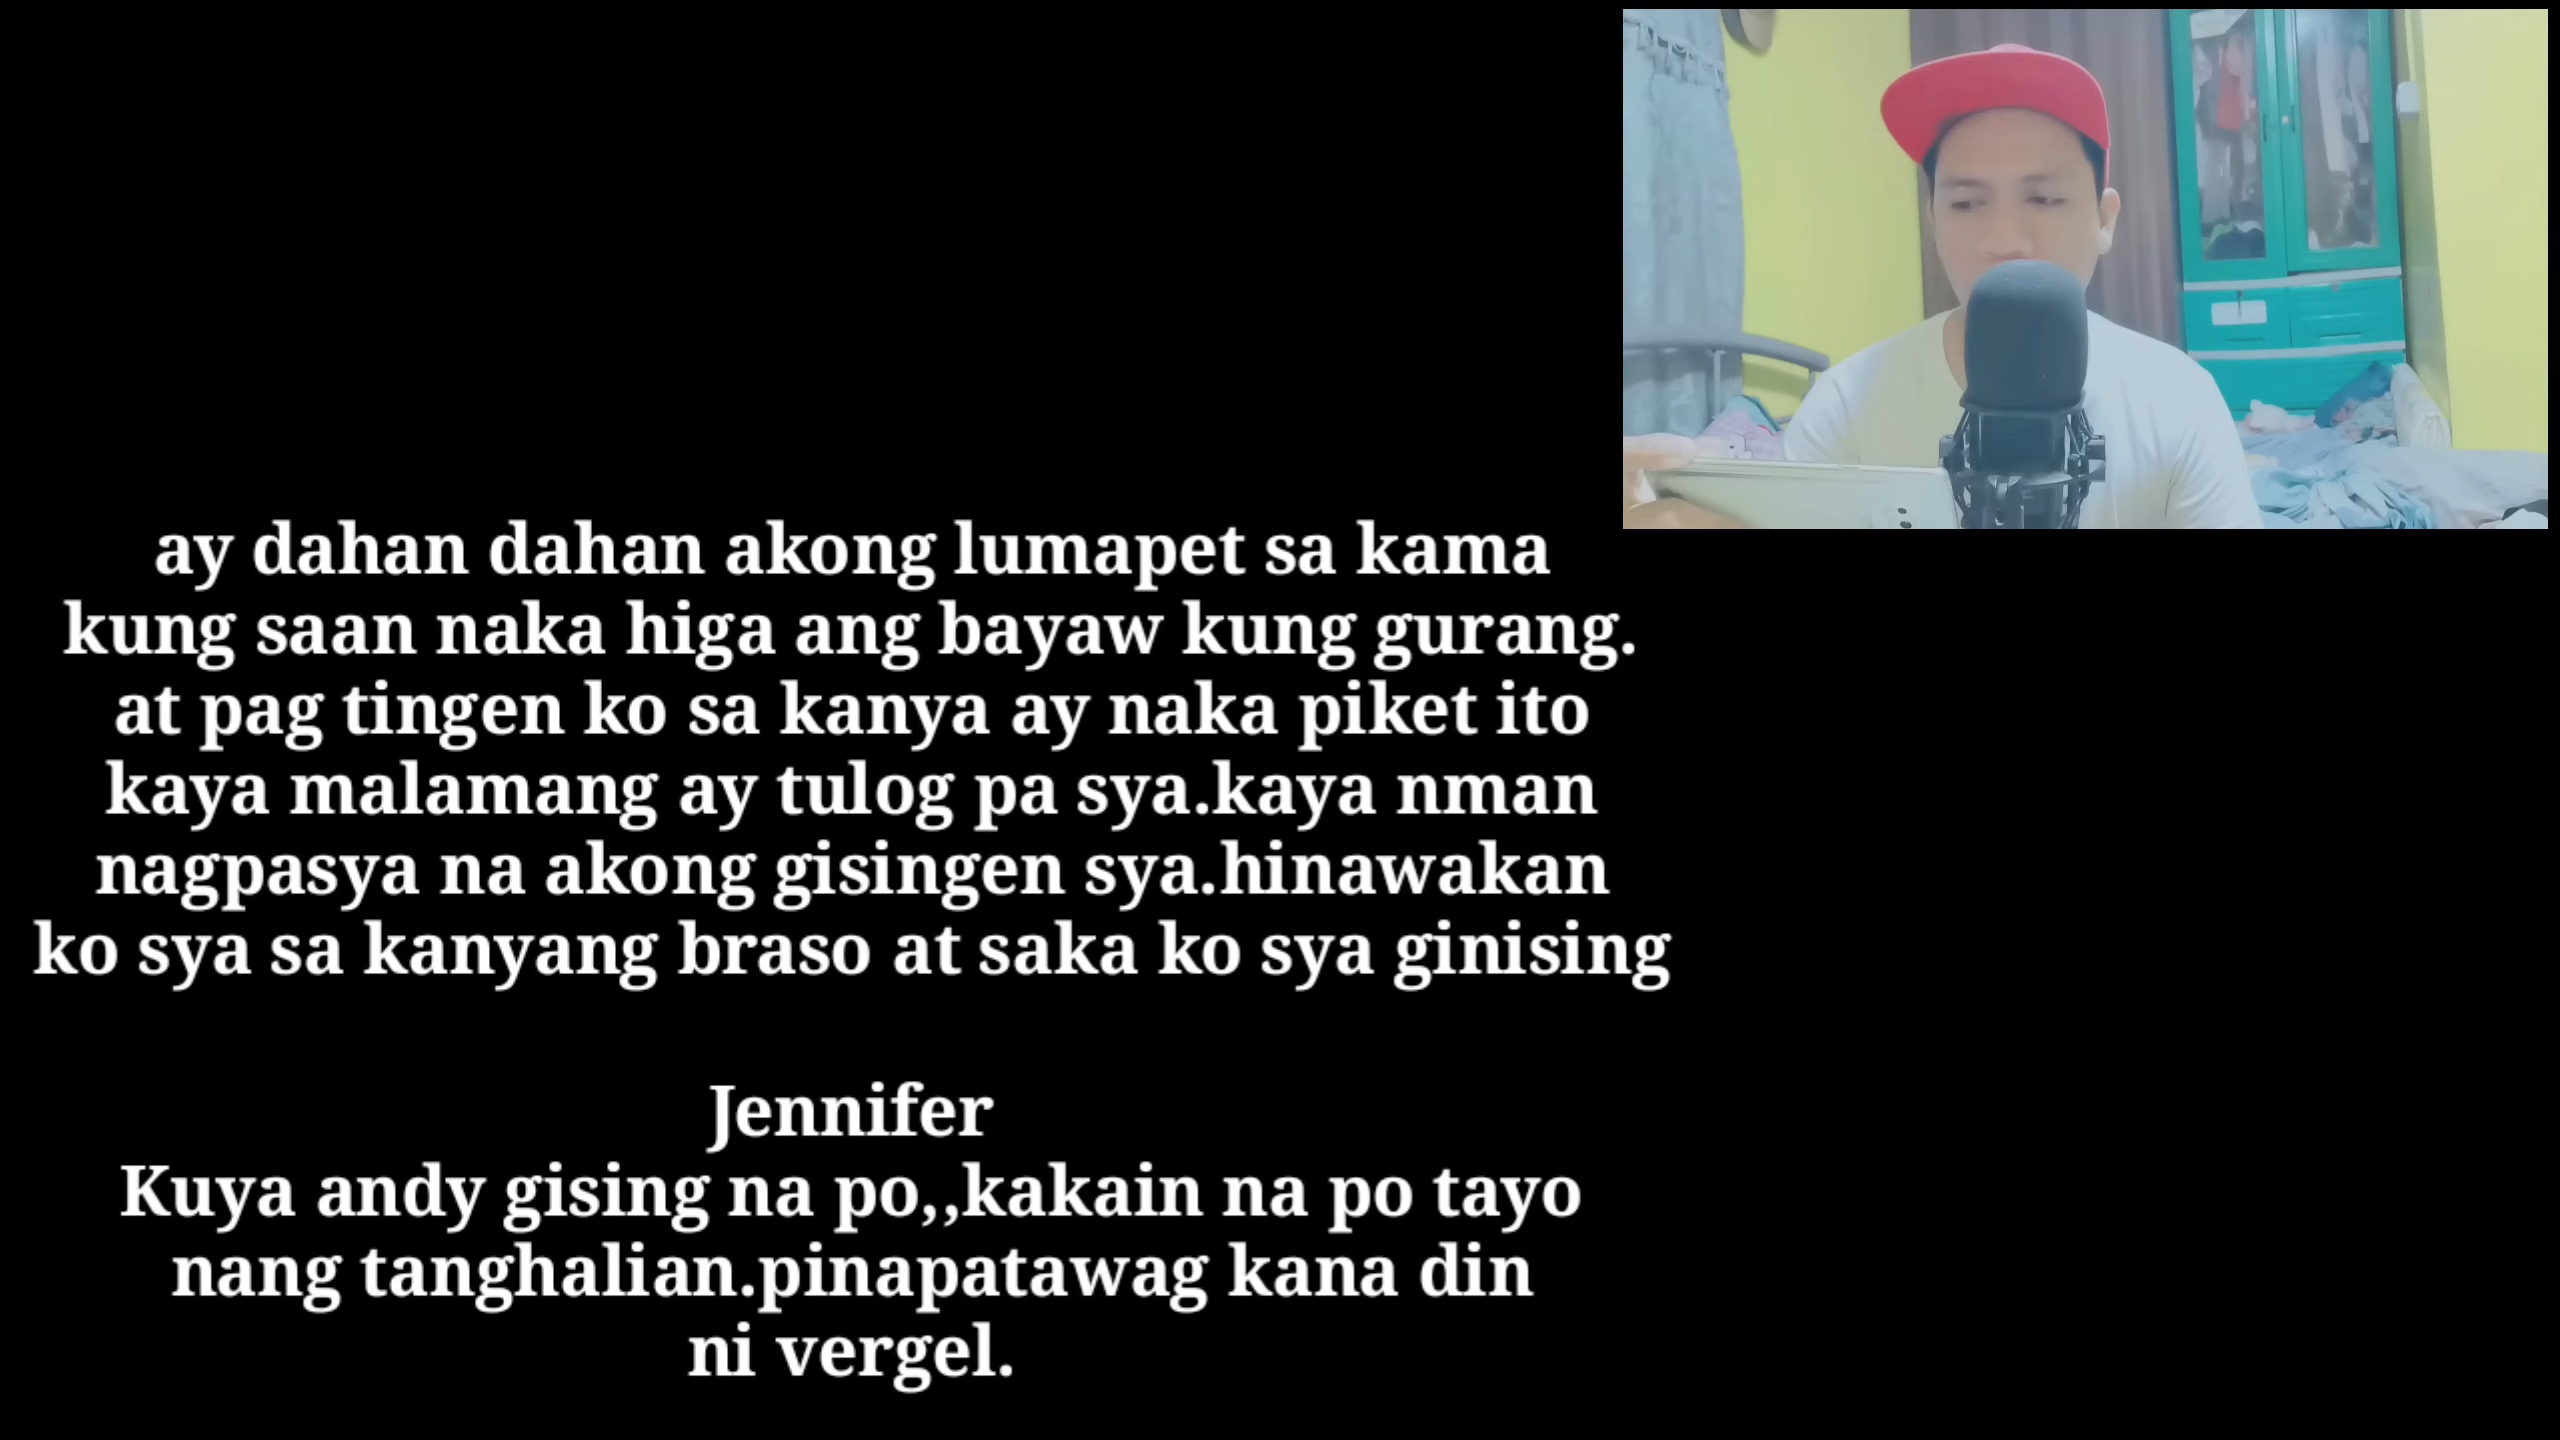 ay dahan dahan akong lumapet sa kama
kung saan naka higa ang bayaw kung gurang.
at pag tingen ko sa kanya ay naka piket ito
kaya malamang ay tulog pa sya.kaya nman
nagpasya na akong gisingen sya.hinawakan
ko sya sa kanyang braso at saka ko sya ginising
Jennifer
Kuya andy gising na po,,kakain na po tayo
nang tanghalian.pinapatawag kana din
ni vergel.